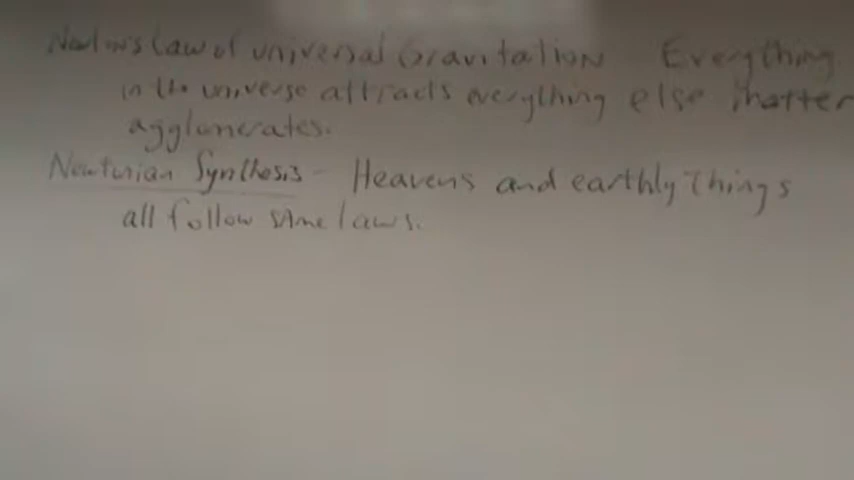 Newton's Law of universal Gravitation Everything
in the universe attracts everything else matter
agglomerates.
Newtonian Synthesis - Heavens and earthly things
all follow same laws.